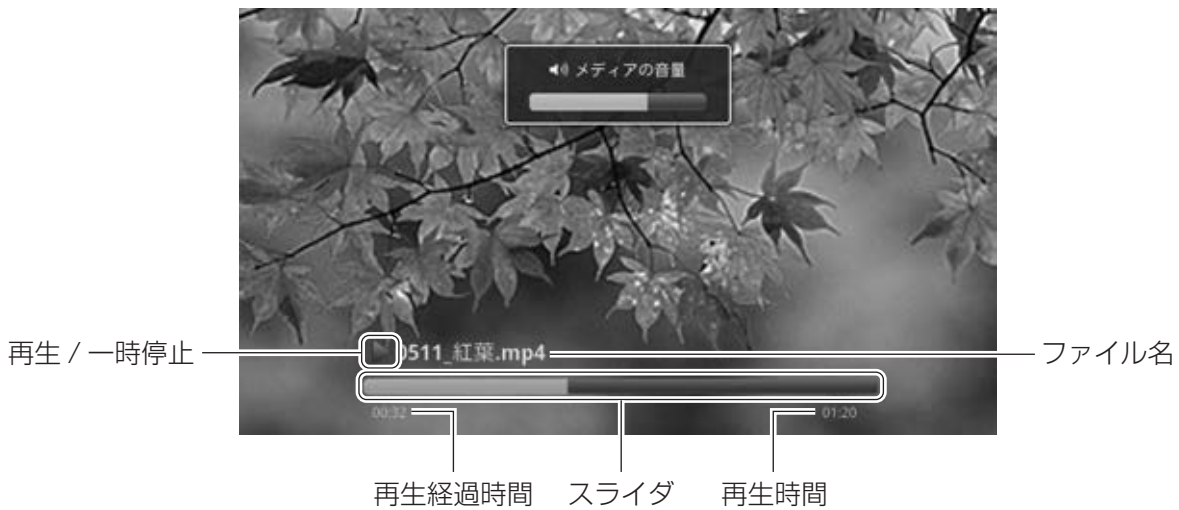 メディアの音量
再生 / 一時停止
0511_紅葉.mp4
ファイル名
00:32
01:20
再生経過時間
スライダ
再生時間